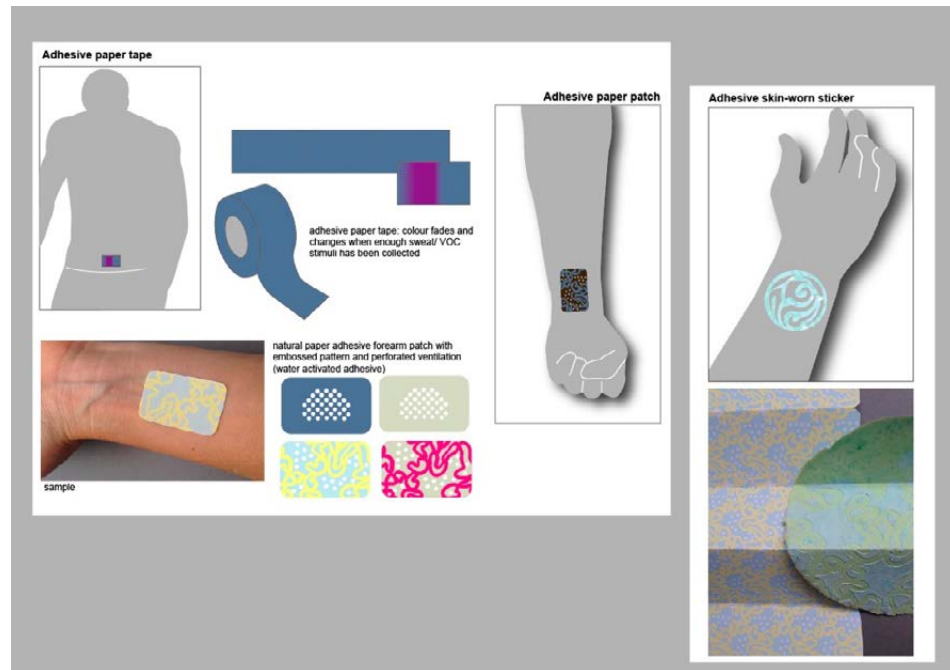 Adhesive paper tape
adhesive paper tape: colour fades and
changes when enough sweat/ VOC
stimuli has been collected
Adhesive paper patch
natural paper adhesive forearm patch with
embossed pattern and perforated ventilation
(water activated adhesive)
sample
Adhesive skin-worn sticker